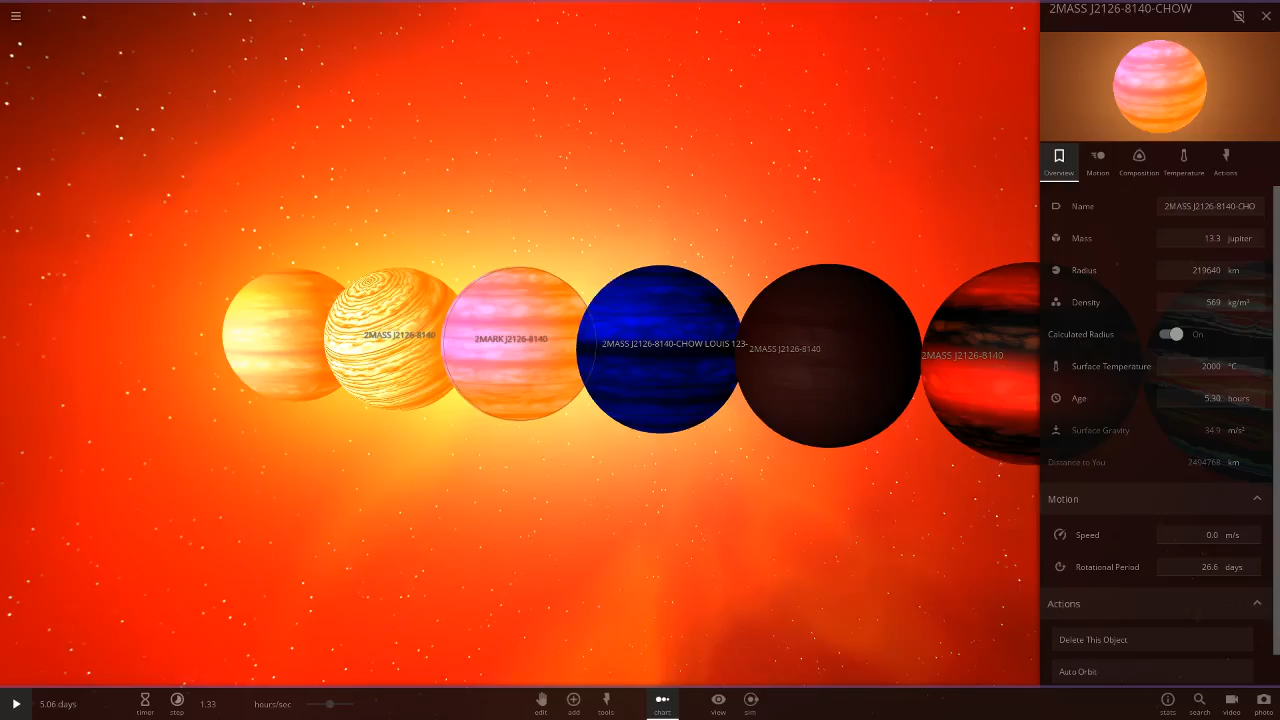 2MASS J2126-8140-CHOW
Overview Motion Composition Temperature Actions
Name 2MASS J2126-8140-CHO
Mass 13.3 Jupiter
Radius 219640 km
Density 569 kg/m³
Calculated Radius On
Surface Temperature 2000 °C
Age 5.30 hours
Surface Gravity 34.9 m/s²
Distance to You 2494768 km
Motion
Speed 0.0 m/s
Rotational Period 26.6 days
Actions
Delete This Object
Auto Orbit
2MASS J2126-8140
2MARK J2126-8140
2MASS J2126-8140-CHOW LOUIS 123-
2MASS J2126-8140
2MASS J2126-8140
5.06 days timer step 1.33 hours/sec edit add tools chart view sim stats search video photo